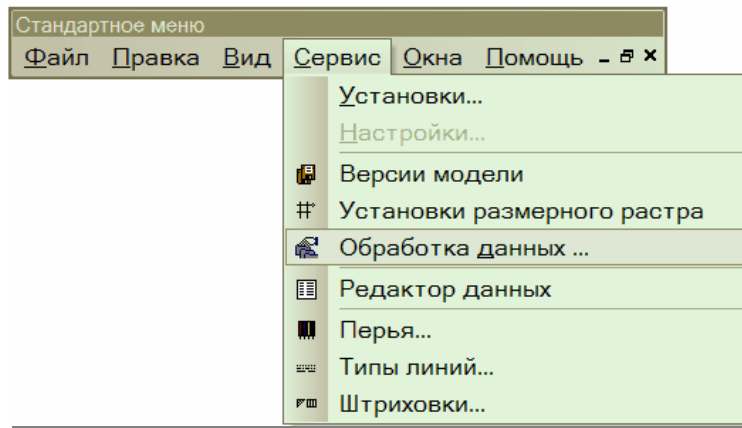 Стандартное меню
Файл Правка Вид Сервис Окна Помощь
Установки...
Настройки...
Версии модели
Установки размерного растра
Обработка данных ...
Редактор данных
Перья...
Типы линий...
Штриховки...